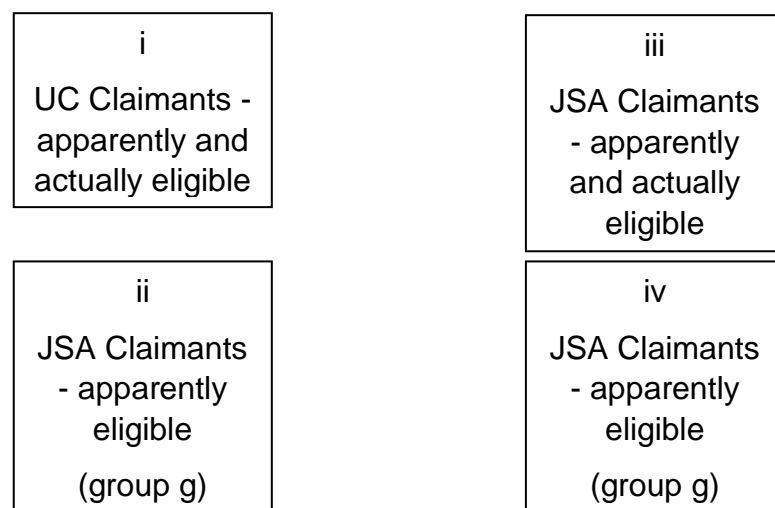 i
UC Claimants -
apparently and
actually eligible
ii
JSA Claimants
- apparently
eligible
(group g)
iii
JSA Claimants
- apparently
and actually
eligible
iv
JSA Claimants
- apparently
eligible
(group g)